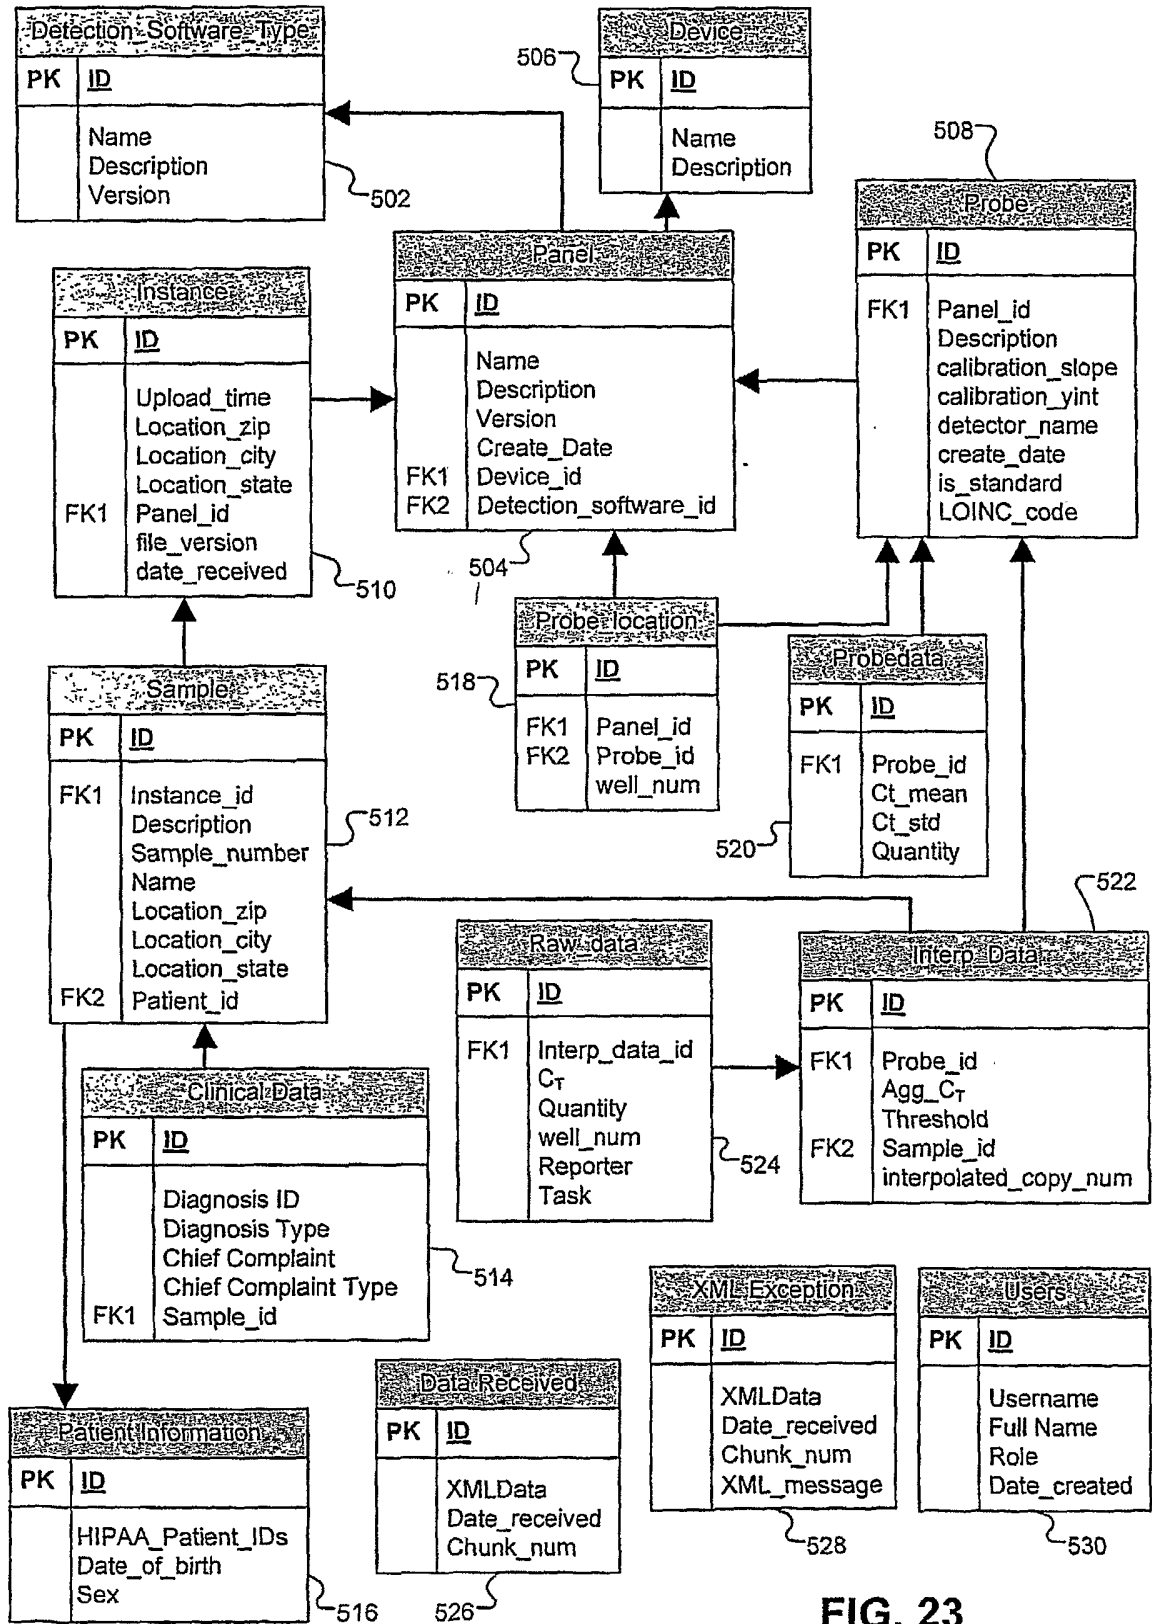 Detection_Software_Type
PK ID
Name
Description
Version
502
Device
506
PK ID
Name
Description
508
Probe
PK ID
FK1 Panel_id
Description
calibration_slope
calibration_yint
detector_name
create_date
is_standard
LOINC_code
Panel
PK ID
Name
Description
Version
Create_Date
FK1 Device_id
FK2 Detection_software_id
504
Instance
PK ID
Upload_time
Location_zip
Location_city
Location_state
FK1 Panel_id
file_version
date_received
510
Probe_location
PK ID
518
FK1 Panel_id
FK2 Probe_id
well_num
Probedata
PK ID
FK1 Probe_id
Ct_mean
Ct_std
Quantity
520
Sample
PK ID
FK1 Instance_id
Description
Sample_number
Name
Location_zip
Location_city
Location_state
FK2 Patient_id
512
Raw_data
PK ID
FK1 Interp_data_id
CT
Quantity
well_num
Reporter
Task
524
522
Interp_Data
PK ID
FK1 Probe_id
Agg_CT
Threshold
FK2 Sample_id
interpolated_copy_num
Clinical Data
PK ID
Diagnosis ID
Diagnosis Type
Chief Complaint
Chief Complaint Type
FK1 Sample_id
514
Patient Information
PK ID
HIPAA_Patient_IDs
Date_of_birth
Sex
516
Data Received
PK ID
XMLData
Date_received
Chunk_num
526
XML Exception
PK ID
XMLData
Date_received
Chunk_num
XML_message
528
Users
PK ID
Username
Full Name
Role
Date_created
530
FIG. 23